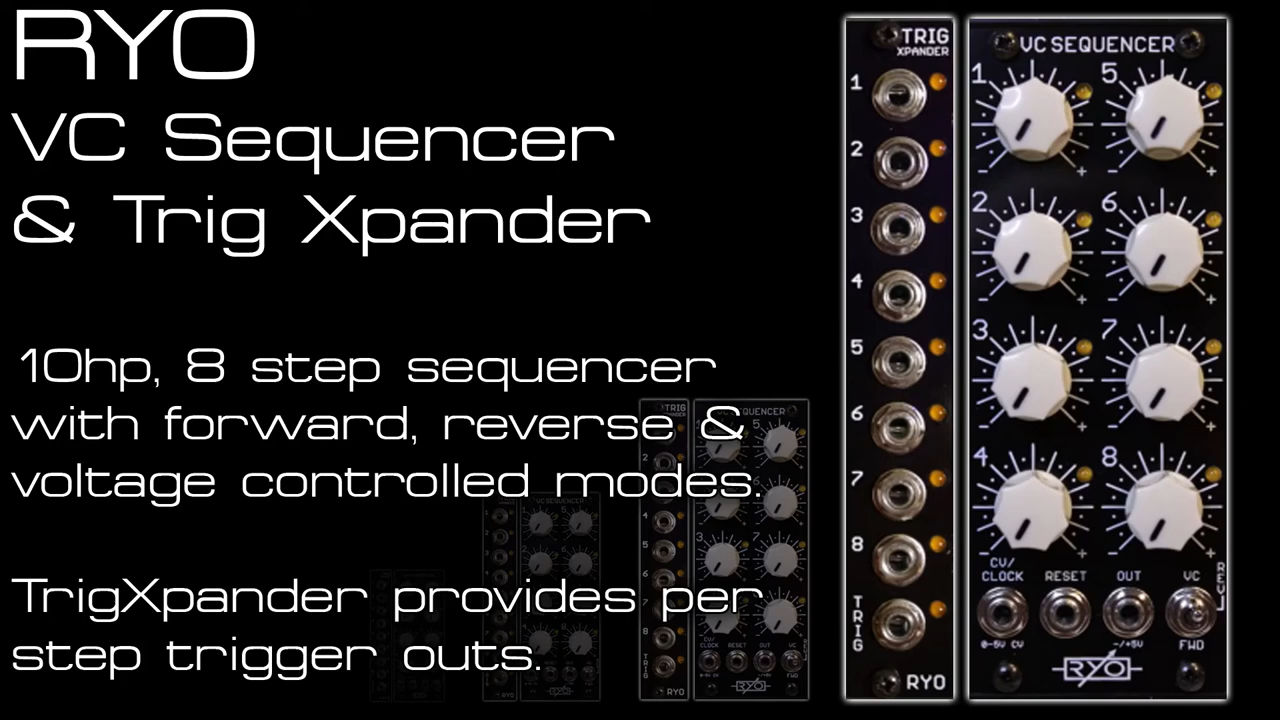 RYO
VC Sequencer
& Trig Xpander
10hp, 8 step sequencer
with forward, reverse &
voltage controlled modes.
TrigXpander provides per
step trigger outs.
TRIG
XPANDER
1
2
3
4
5
6
7
8
TRIG
RYO
VC SEQUENCER
1 5
- + - +
2 6
- + - +
3 7
- + - +
4 8
- + - +
CV/
CLOCK RESET OUT VC REV
0-5V CV -/+5V FWD
RYO